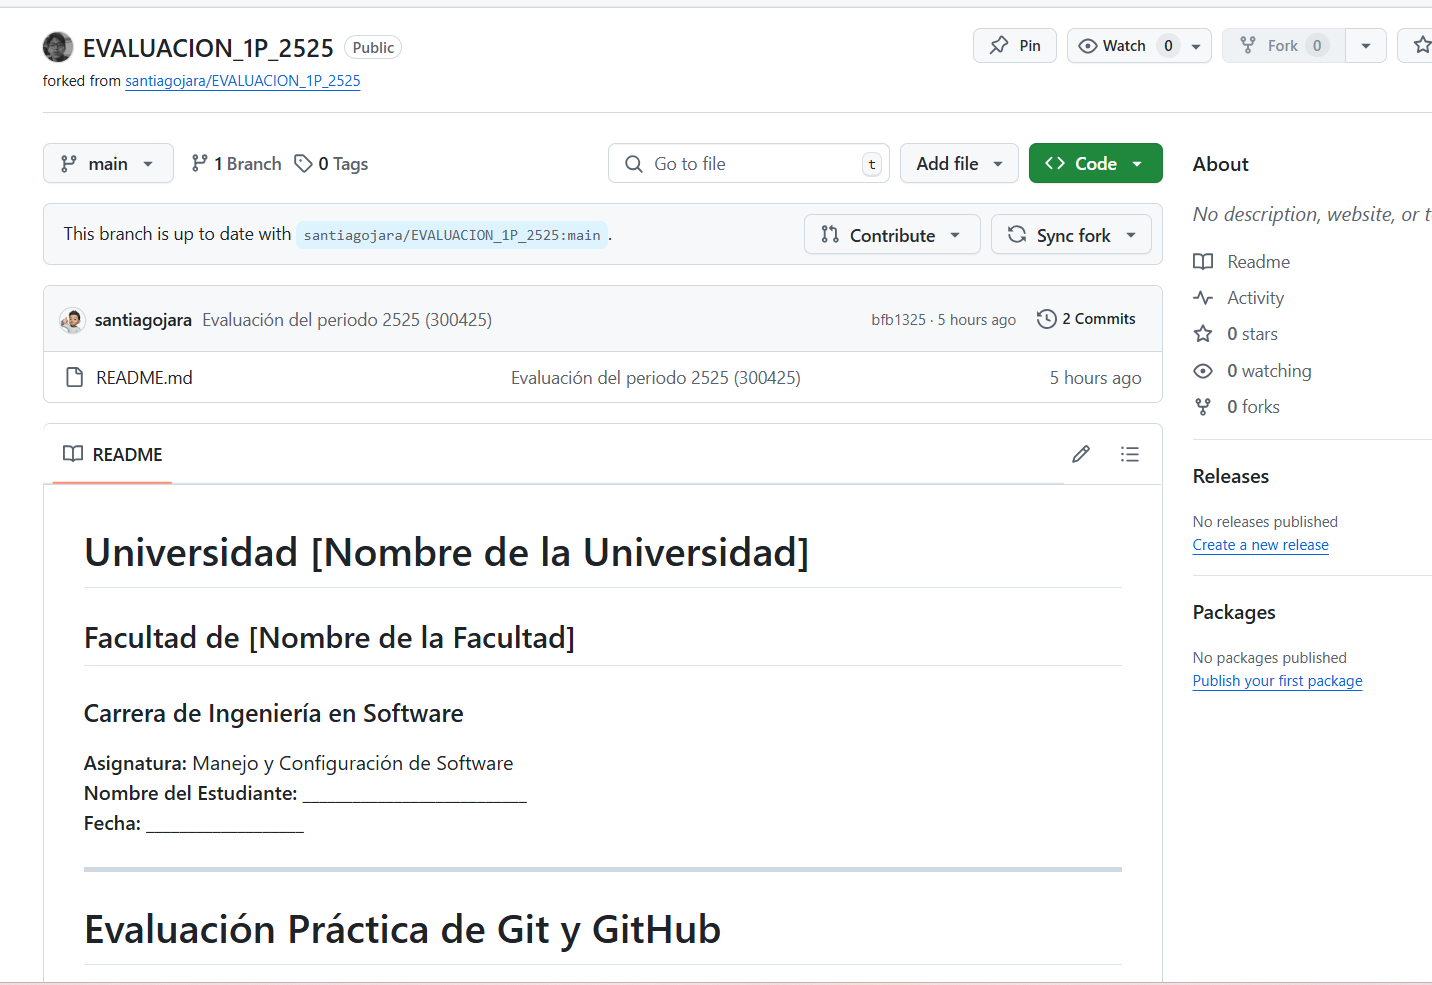 EVALUACION_1P_2525 Public
Pin
Watch 0
Fork 0
forked from santiagojara/EVALUACION_1P_2525
main
1 Branch
0 Tags
Go to file
t
Add file
Code
This branch is up to date with santiagojara/EVALUACION_1P_2525:main .
Contribute
Sync fork
santiagojara Evaluación del periodo 2525 (300425)
bfb1325 · 5 hours ago
2 Commits
README.md
Evaluación del periodo 2525 (300425)
5 hours ago
README
Universidad [Nombre de la Universidad]
Facultad de [Nombre de la Facultad]
Carrera de Ingeniería en Software
Asignatura: Manejo y Configuración de Software
Nombre del Estudiante: ___________________________
Fecha: ___________________
Evaluación Práctica de Git y GitHub
About
No description, website, or
Readme
Activity
0 stars
0 watching
0 forks
Releases
No releases published
Create a new release
Packages
No packages published
Publish your first package